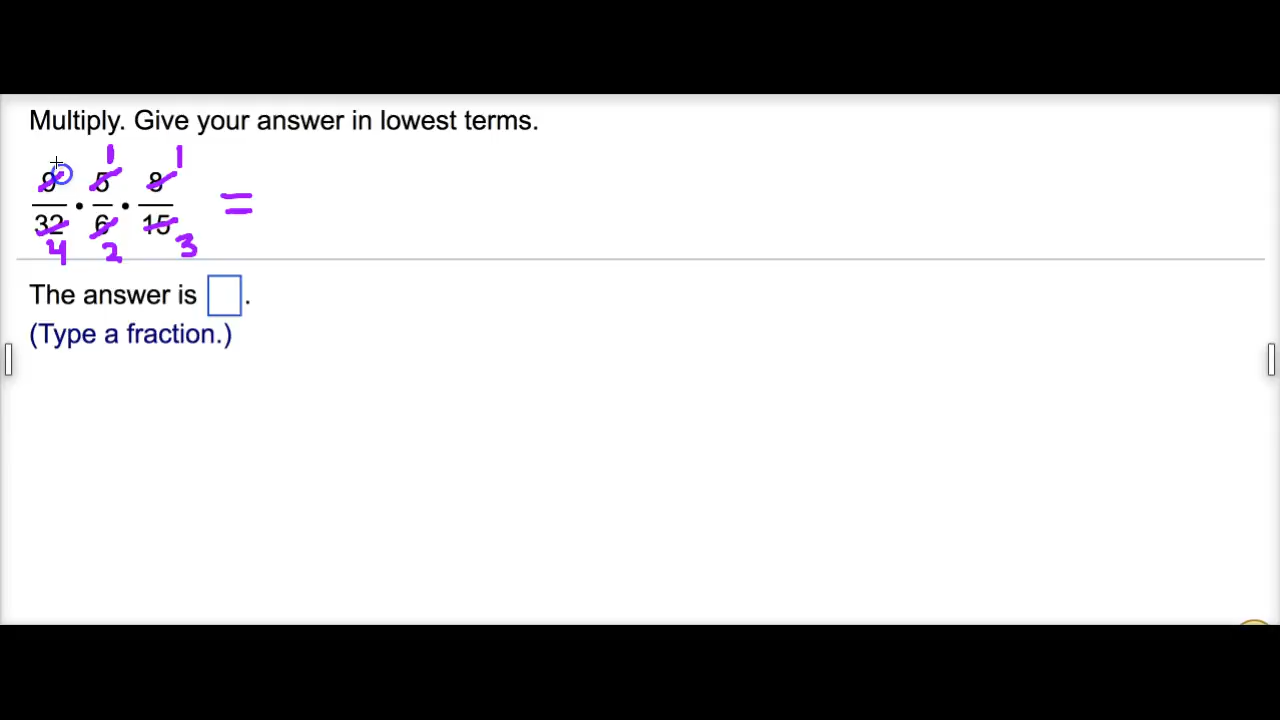 Multiply. Give your answer in lowest terms.
1 1
9 5 8
— • — • — =
32 6 15
4 2 3
The answer is .
(Type a fraction.)